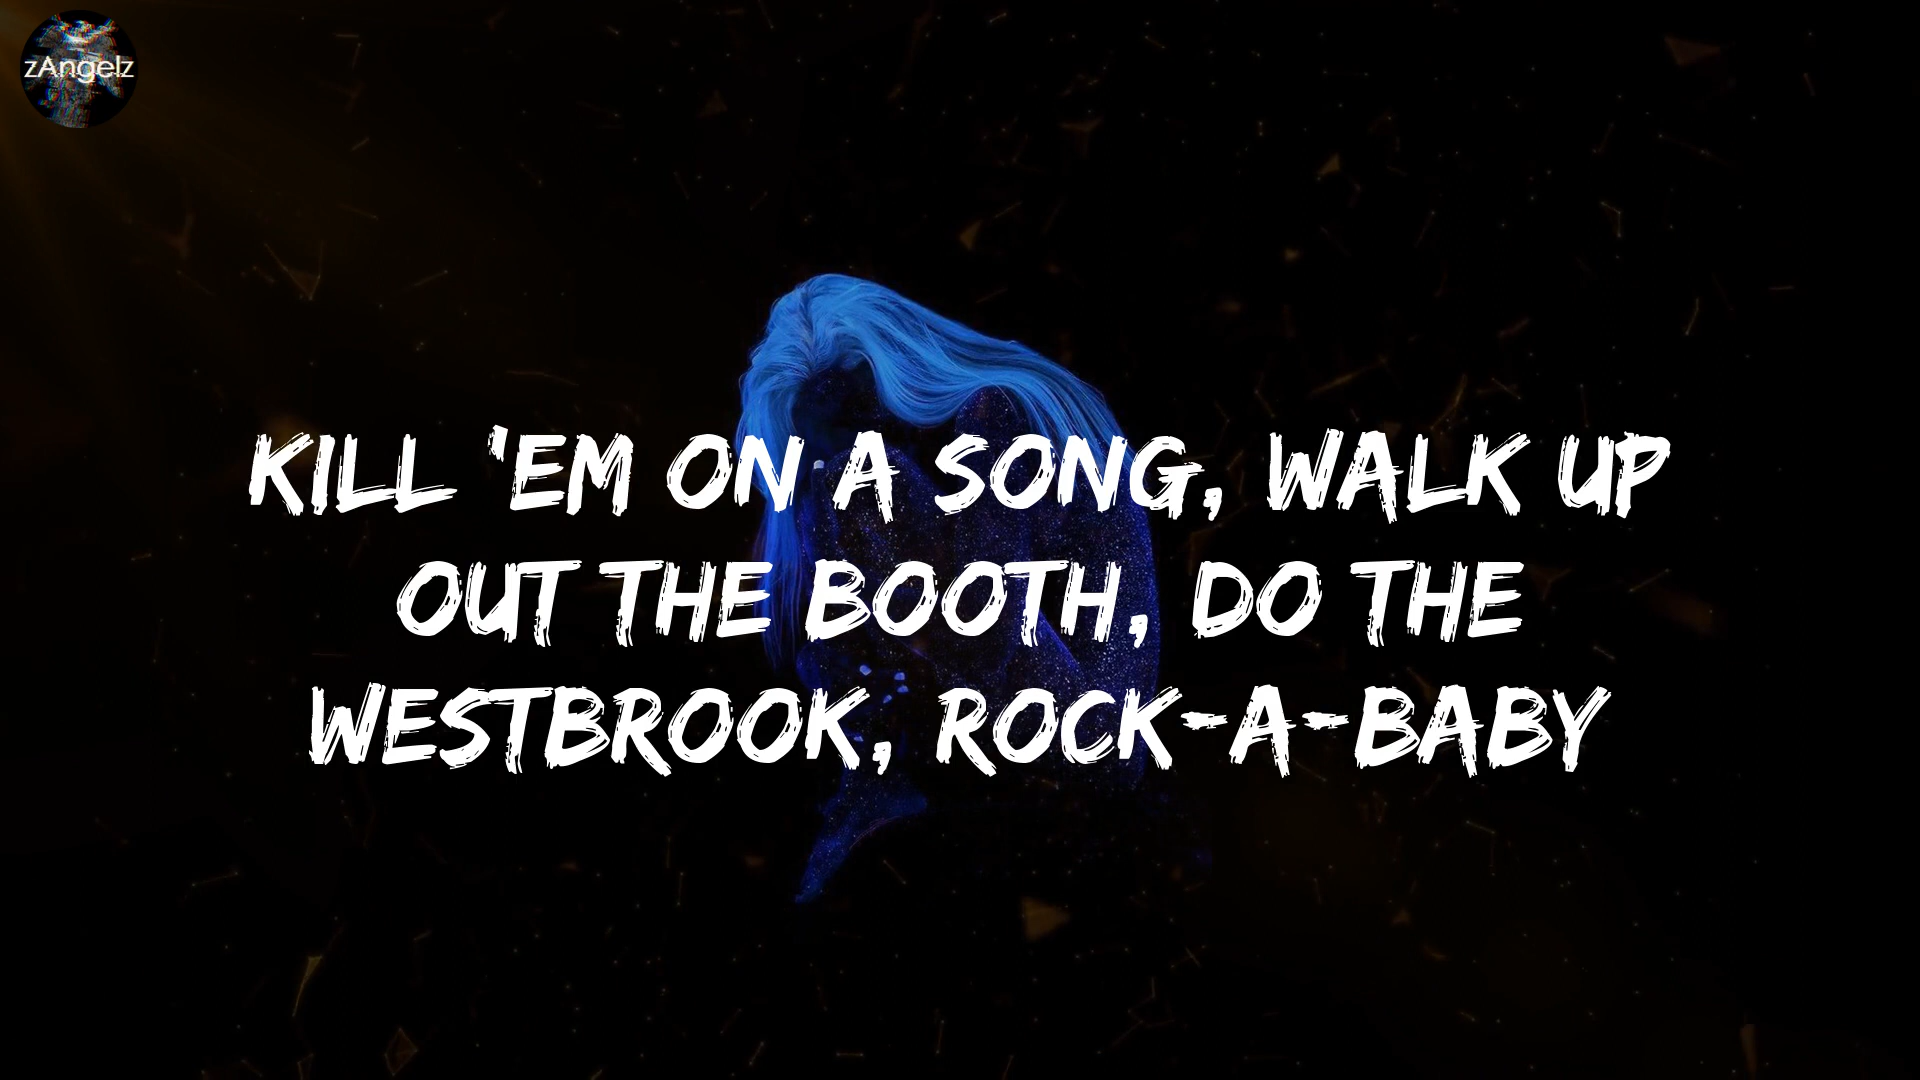 zAngelz
KILL 'EM ON A SONG, WALK UP
OUT THE BOOTH, DO THE
WESTBROOK, ROCK-A-BABY